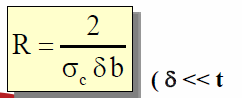 R = 2 / σc δ b ( δ << t